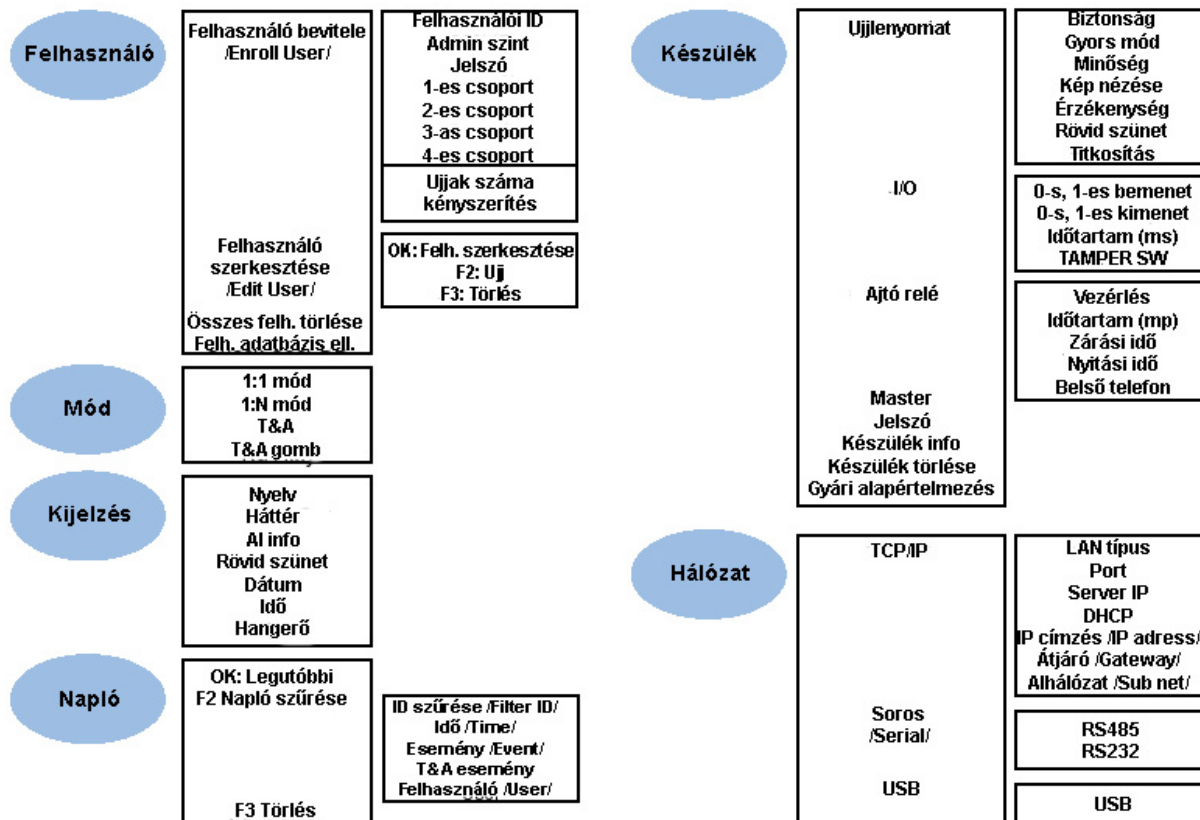 Felhasználó
Felhasználó bevitele
/Enroll User/
Felhasználói ID
Admin szint
Jelszó
1-es csoport
2-es csoport
3-as csoport
4-es csoport
Ujjak száma
kényszerítés
Felhasználó
szerkesztése
/Edit User/
OK: Felh. szerkesztése
F2: Ujj
F3: Törlés
Összes felh. törlése
Felh. adatbázis ell.
Mód
1:1 mód
1:N mód
T&A
T&A gomb
Kijelzés
Nyelv
Háttér
AI info
Rövid szünet
Dátum
Idő
Hangerő
Napló
OK: Legutóbbi
F2 Napló szűrése
ID szűrése /Filter ID/
Idő /Time/
Esemény /Event/
T&A esemény
Felhasználó /User/
F3 Törlés
Készülék
Ujjlenyomat
Biztonság
Gyors mód
Minőség
Kép nézése
Érzékenység
Rövid szünet
Titkosítás
I/O
0-s, 1-es bemenet
0-s, 1-es kimenet
Időtartam (ms)
TAMPER SW
Ajtó relé
Vezérlés
Időtartam (mp)
Zárási idő
Nyitási idő
Belső telefon
Master
Jelszó
Készülék info
Készülék törlése
Gyári alapértelmezés
Hálózat
TCP/IP
LAN típus
Port
Server IP
DHCP
IP címzés /IP adress/
Átjáró /Gateway/
Alhálózat /Sub net/
Soros
/Serial/
RS485
RS232
USB
USB